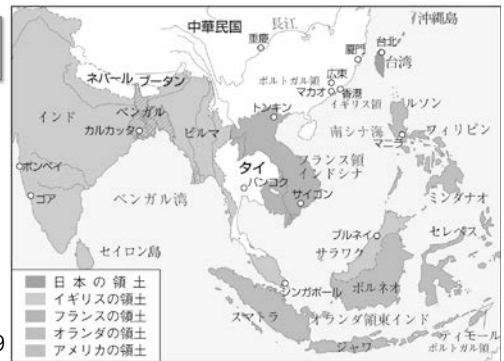 沖縄島
中華民国
長江
重慶
厦門
台北
台湾
ネパール
ブータン
広東
ポルトガル領
マカオ
香港
イギリス領
インド
ベンガル
カルカッタ
ビルマ
トンキン
ルソン
南シナ海
フィリピン
マニラ
タイ
フランス領
インドシナ
ボンベイ
バンコク
ゴア
ベンガル湾
サイゴン
ミンダナオ
セイロン島
ブルネイ
サラワク
セレベス
日本の領土
イギリスの領土
フランスの領土
オランダの領土
アメリカの領土
シンガポール
ボルネオ
スマトラ
オランダ領東インド
ジャワ
ティモール
ポルトガル領
9